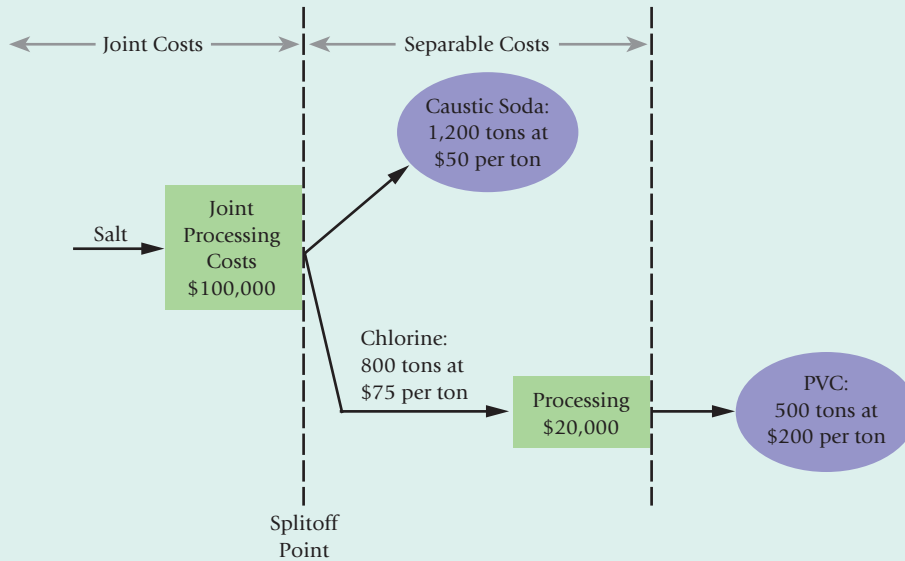 Joint Costs
Separable Costs
Caustic Soda:
1,200 tons at
$50 per ton
Joint
Processing
Costs
$100,000
Salt
Chlorine:
800 tons at
$75 per ton
Processing
$20,000
PVC:
500 tons at
$200 per ton
Splitoff
Point